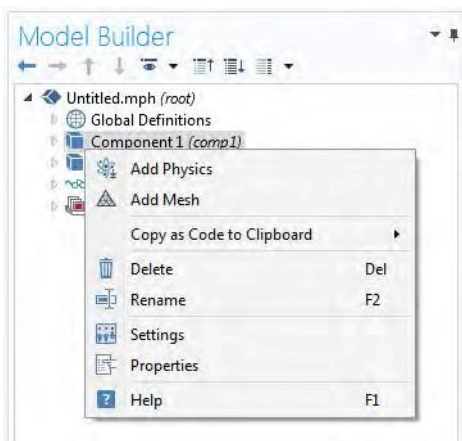 Model Builder
Untitled.mph (root)
Global Definitions
Component 1 (comp1)
Add Physics
Add Mesh
Copy as Code to Clipboard
Delete Del
Rename F2
Settings
Properties
Help F1